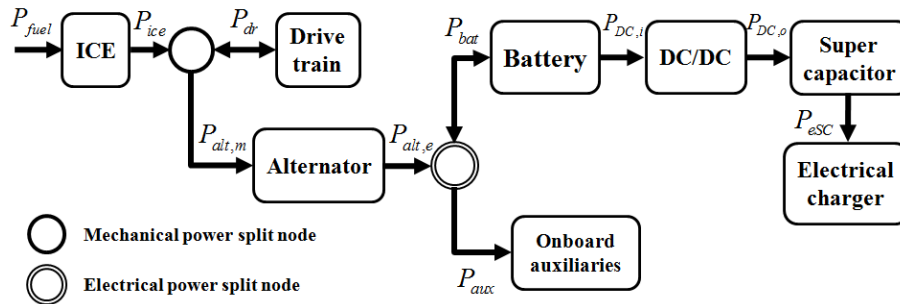 P_fuel
ICE
P_ice
P_dr
Drive
train
P_bat
Battery
P_DC,i
DC/DC
P_DC,o
Super
capacitor
P_alt,m
Alternator
P_alt,e
P_eSC
Electrical
charger
Mechanical power split node
Electrical power split node
P_aux
Onboard
auxiliaries